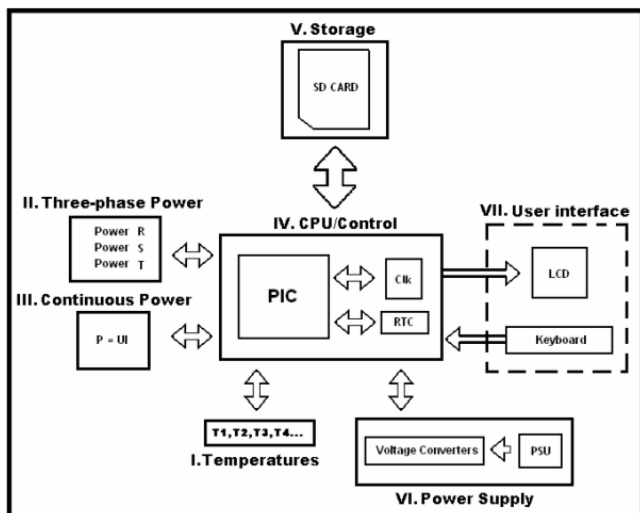 V. Storage
SD CARD
II. Three-phase Power
Power R
Power S
Power T
IV. CPU/Control
PIC
Clk
RTC
VII. User interface
LCD
Keyboard
III. Continuous Power
P = UI
T1,T2,T3,T4...
I.Temperatures
Voltage Converters
PSU
VI. Power Supply